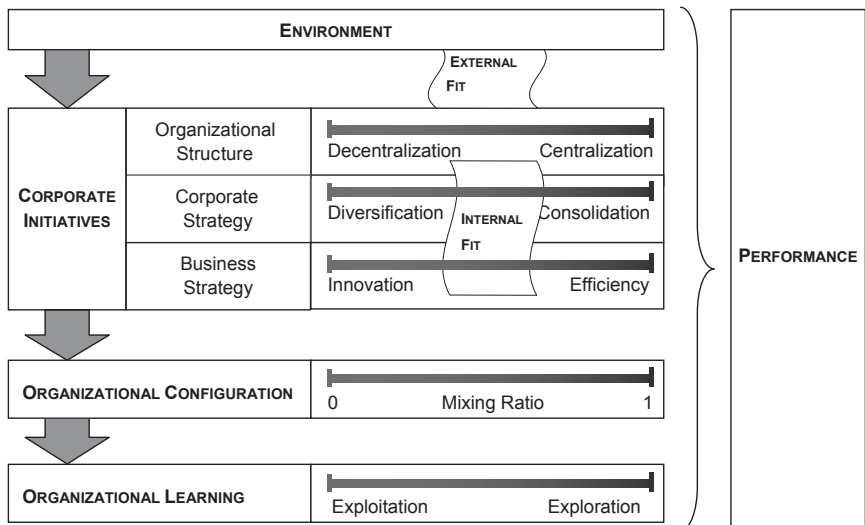 ENVIRONMENT
EXTERNAL
FIT
CORPORATE
INITIATIVES
Organizational
Structure
Decentralization Centralization
Corporate
Strategy
Diversification Consolidation
INTERNAL
FIT
Business
Strategy
Innovation Efficiency
PERFORMANCE
ORGANIZATIONAL CONFIGURATION
0 Mixing Ratio 1
ORGANIZATIONAL LEARNING
Exploitation Exploration